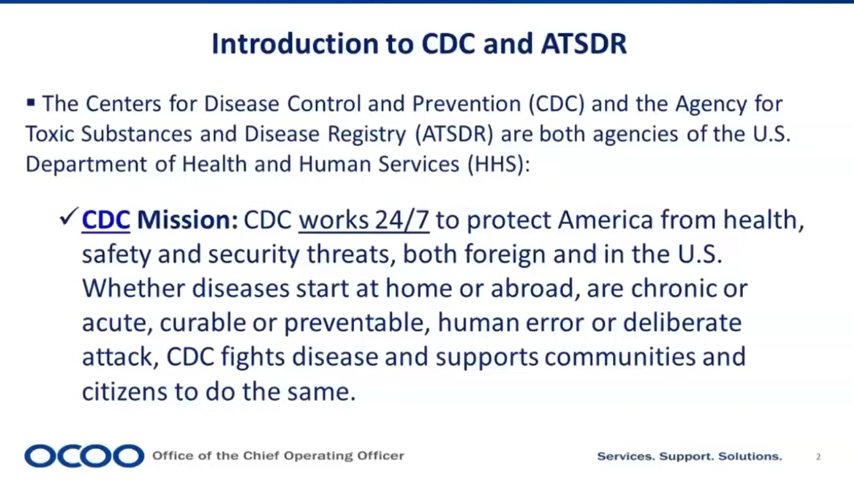 Introduction to CDC and ATSDR
▪ The Centers for Disease Control and Prevention (CDC) and the Agency for
Toxic Substances and Disease Registry (ATSDR) are both agencies of the U.S.
Department of Health and Human Services (HHS):
✓ CDC Mission: CDC works 24/7 to protect America from health,
safety and security threats, both foreign and in the U.S.
Whether diseases start at home or abroad, are chronic or
acute, curable or preventable, human error or deliberate
attack, CDC fights disease and supports communities and
citizens to do the same.
OCOO Office of the Chief Operating Officer
Services. Support. Solutions.
2